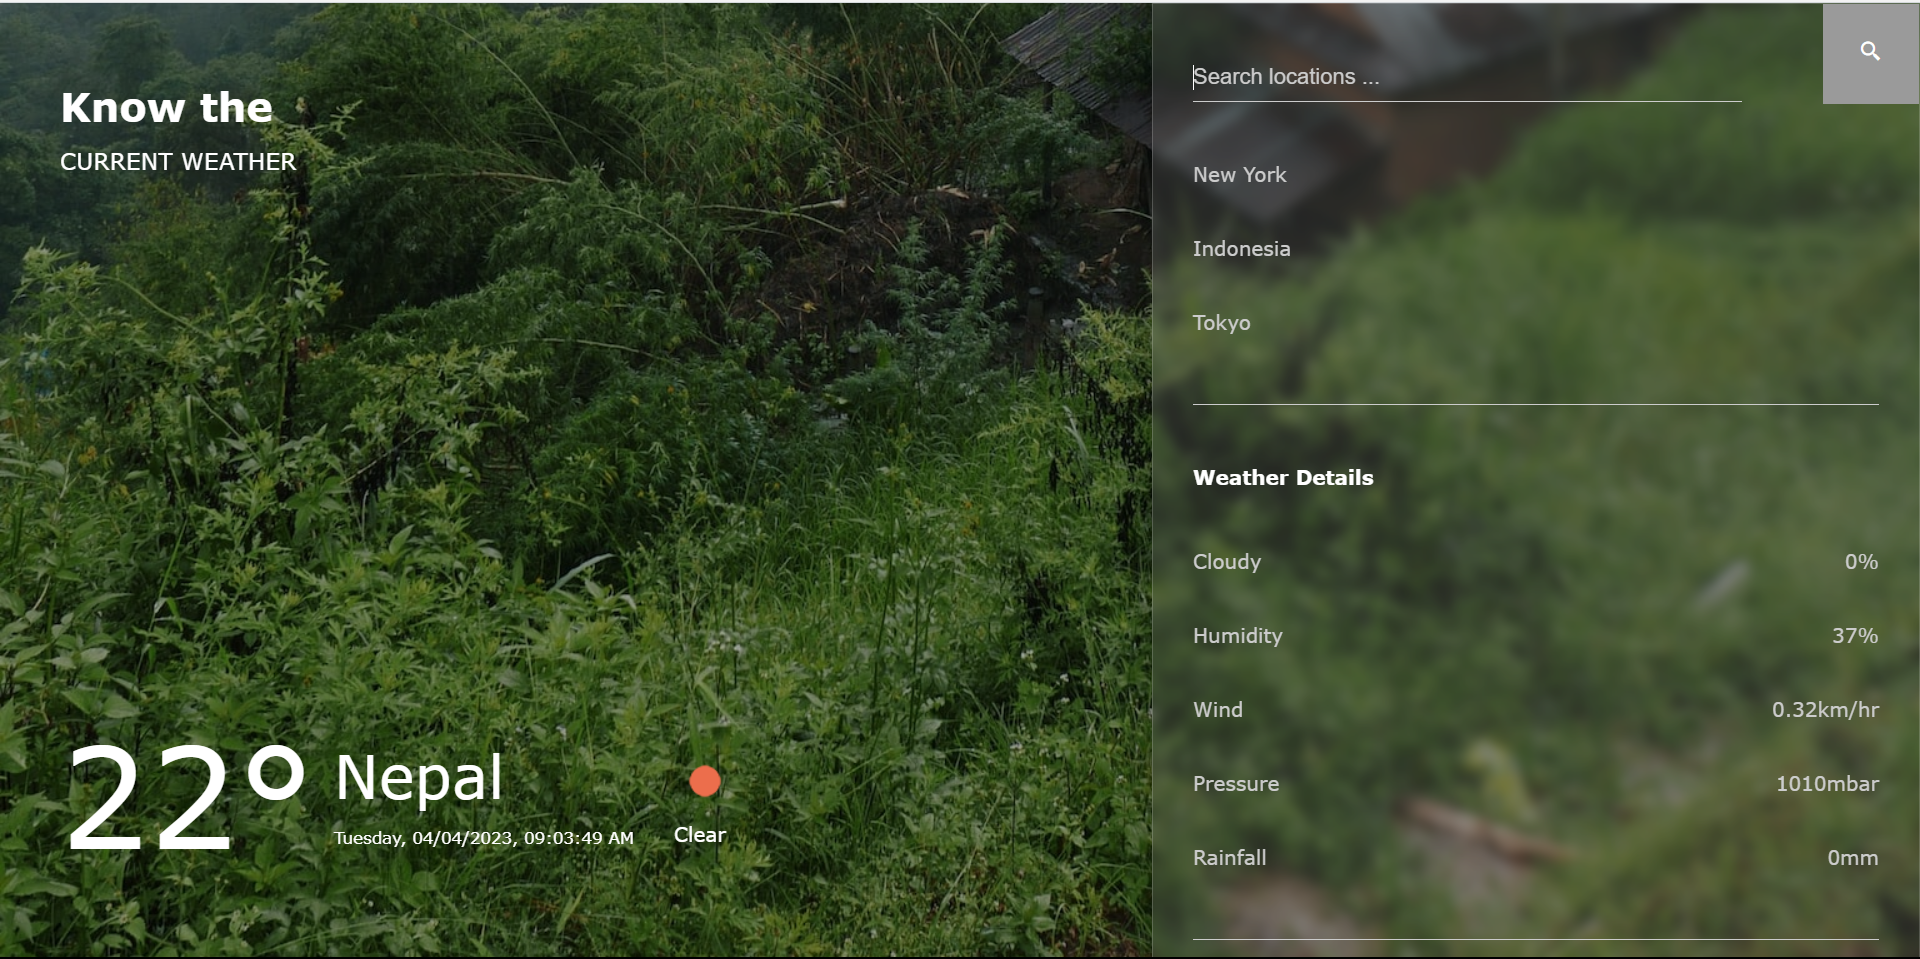 Know the
CURRENT WEATHER
22°
Nepal
Tuesday, 04/04/2023, 09:03:49 AM
Clear
Search locations ...
New York
Indonesia
Tokyo
Weather Details
Cloudy 0%
Humidity 37%
Wind 0.32km/hr
Pressure 1010mbar
Rainfall 0mm